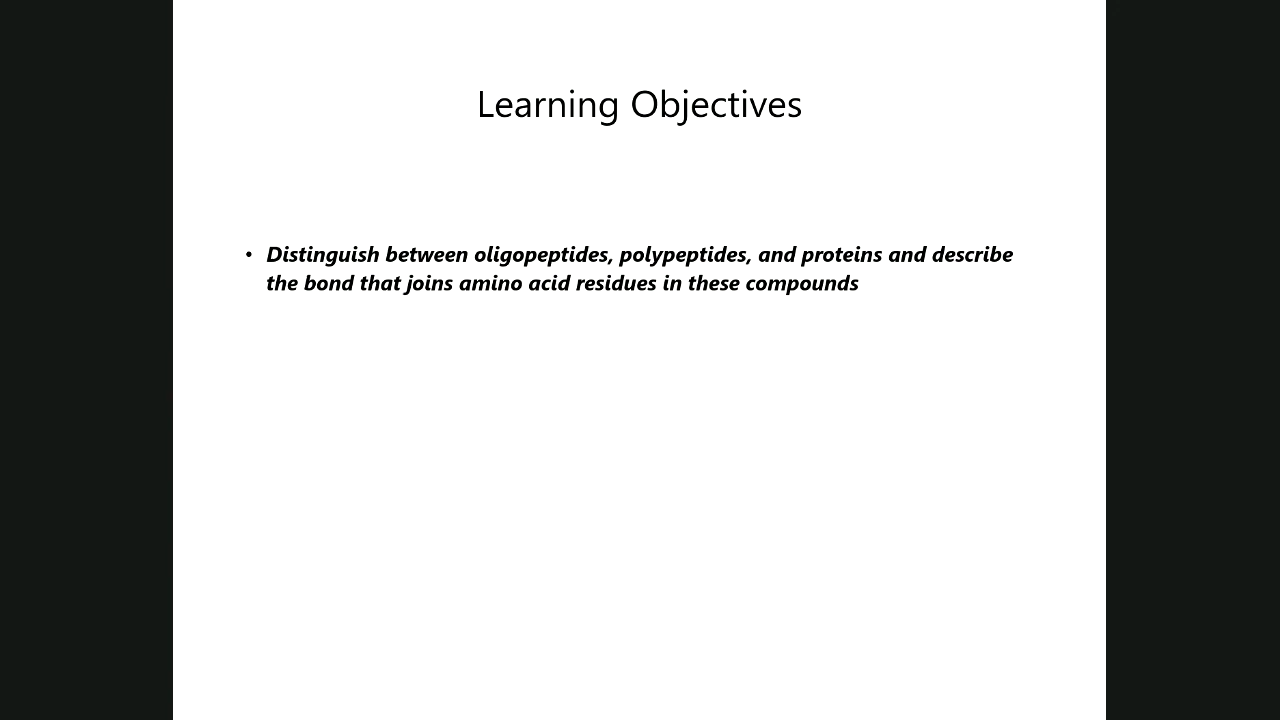 Learning Objectives
• Distinguish between oligopeptides, polypeptides, and proteins and describe
the bond that joins amino acid residues in these compounds